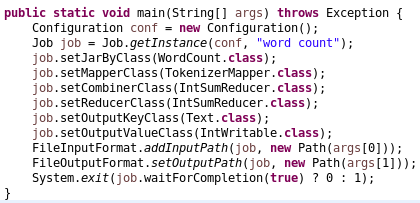 public static void main(String[] args) throws Exception {
    Configuration conf = new Configuration();
    Job job = Job.getInstance(conf, "word count");
    job.setJarByClass(WordCount.class);
    job.setMapperClass(TokenizerMapper.class);
    job.setCombinerClass(IntSumReducer.class);
    job.setReducerClass(IntSumReducer.class);
    job.setOutputKeyClass(Text.class);
    job.setOutputValueClass(IntWritable.class);
    FileInputFormat.addInputPath(job, new Path(args[0]));
    FileOutputFormat.setOutputPath(job, new Path(args[1]));
    System.exit(job.waitForCompletion(true) ? 0 : 1);
}